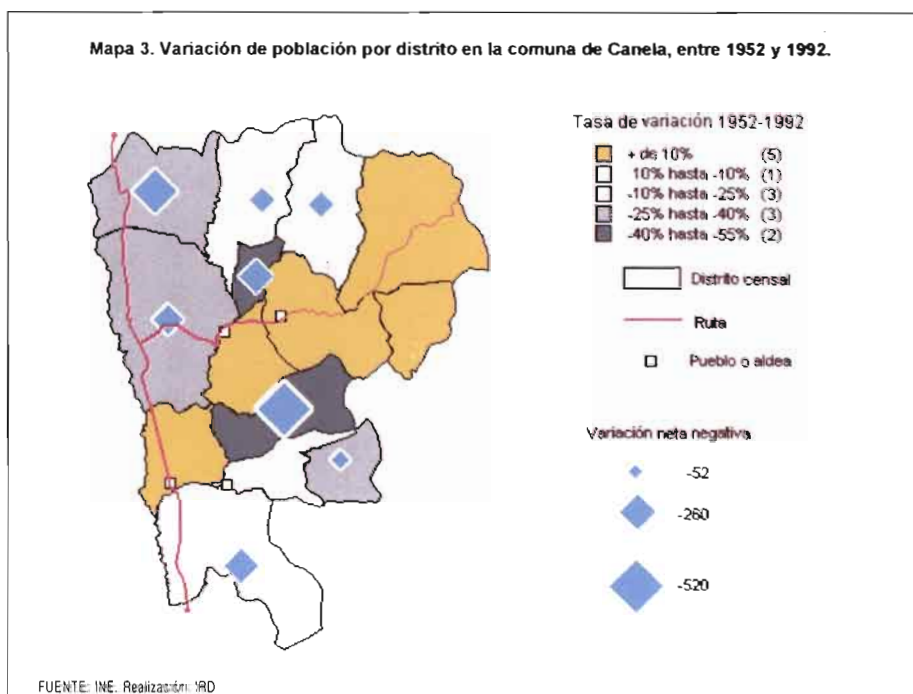 Mapa 3. Variación de población por distrito en la comuna de Canela, entre 1952 y 1992.
Tasa de variación 1952-1992
+ de 10% (5)
10% hasta -10% (1)
-10% hasta -25% (3)
-25% hasta -40% (3)
-40% hasta -55% (2)
Distrito censal
Ruta
Pueblo o aldea
Variación neta negativa
-52
-260
-520
FUENTE: INE. Realización: IRD